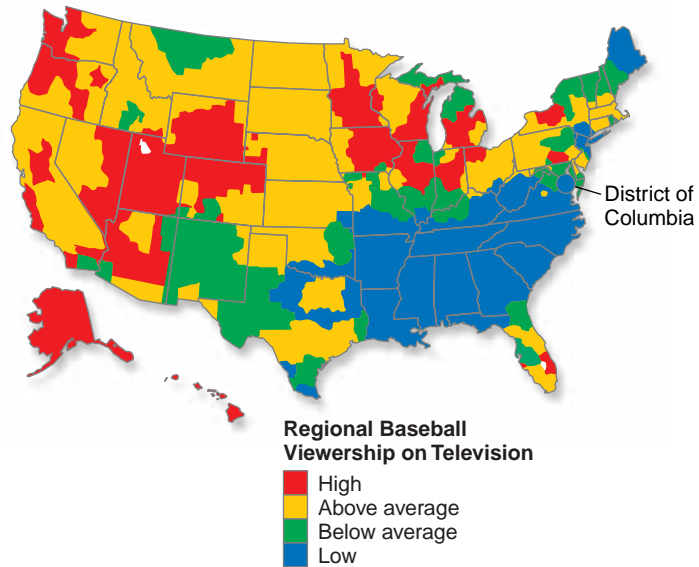 District of
Columbia
Regional Baseball
Viewership on Television
High
Above average
Below average
Low